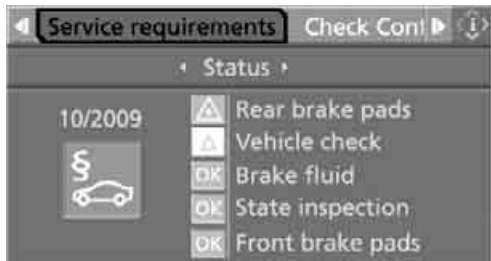 Service requirements Check Cont
Status
10/2009
Rear brake pads
Vehicle check
§
OK Brake fluid
OK State inspection
OK Front brake pads